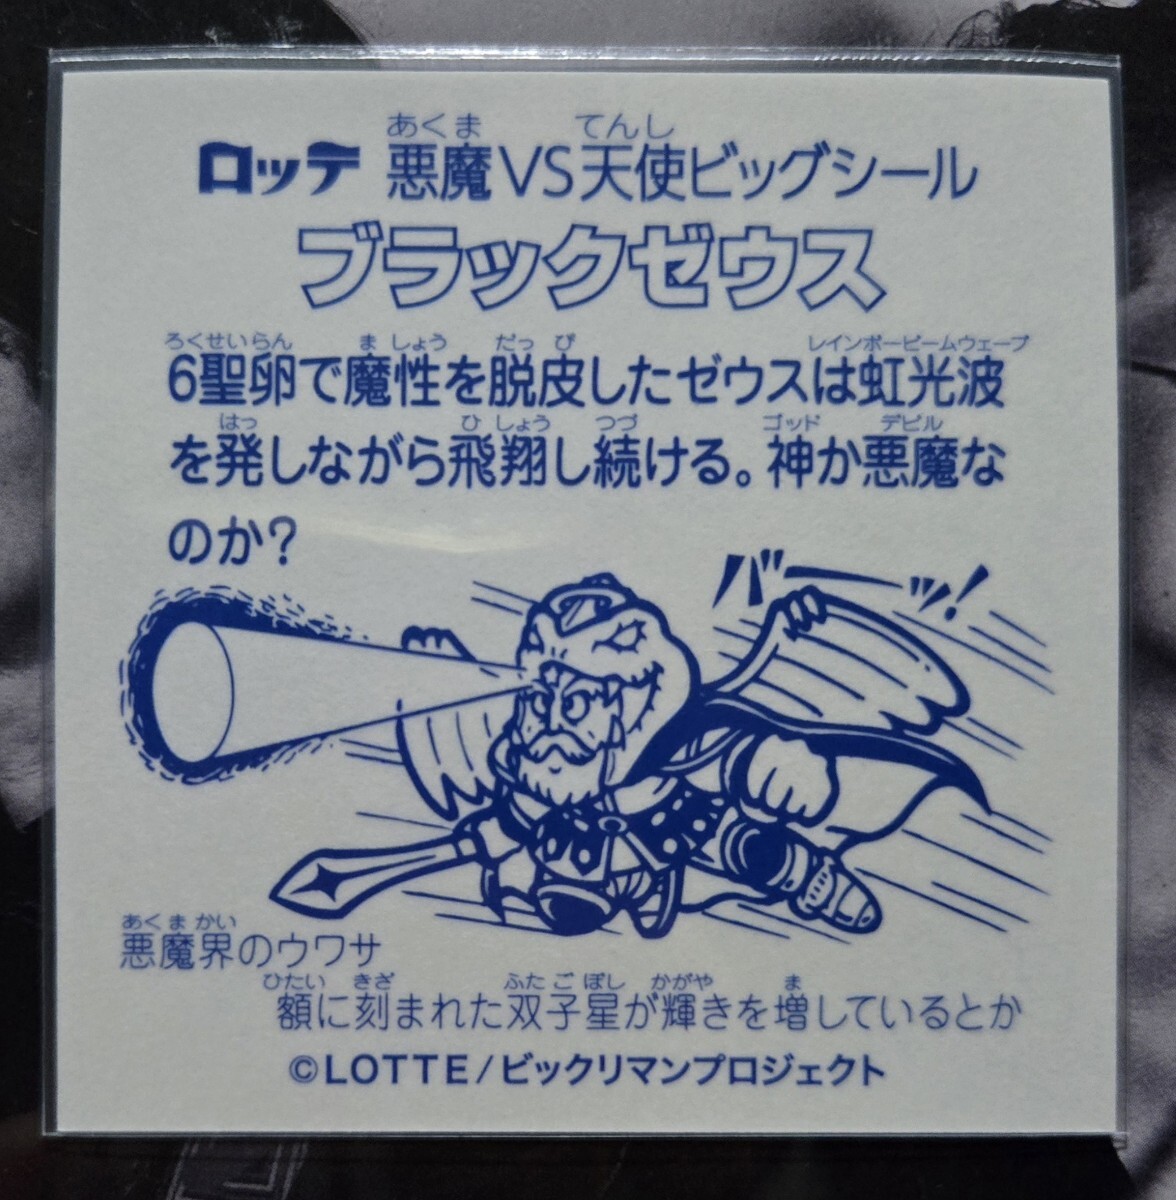 あくま てんし
ロッテ 悪魔VS天使ビッグシール
ブラックゼウス
ろくせいらん ま しょう だっ ぴ レインボービームウェーブ
6聖卵で魔性を脱皮したゼウスは虹光波
はっ ひ しょう つづ ゴッド デビル
を発しながら飛翔し続ける。神か悪魔な
のか?
バッ!
あく ま かい
悪魔界のウワサ
ひたい きざ ふた ご ぼし かがや ま
額に刻まれた双子星が輝きを増しているとか
©LOTTE/ビックリマンプロジェクト